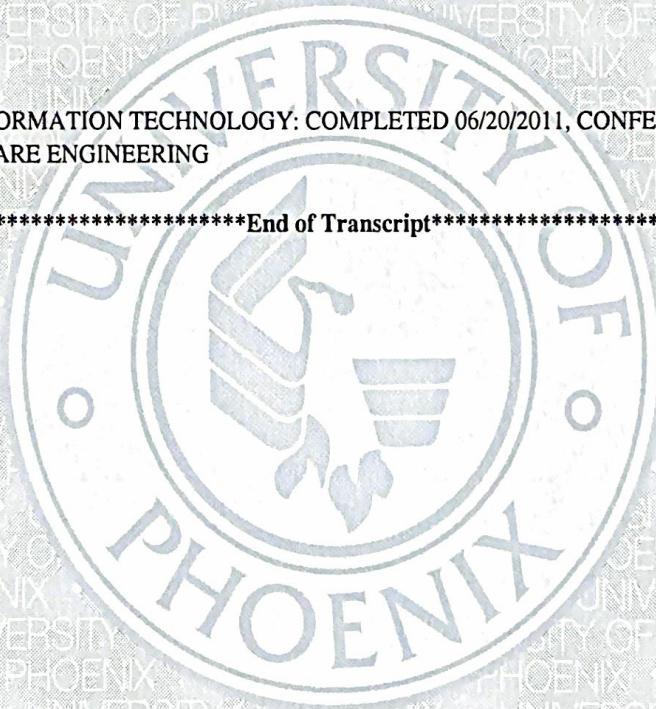 ORMATION TECHNOLOGY: COMPLETED 06/20/2011, CONFE
ARE ENGINEERING
*********************End of Transcript*********************
UNIVERSITY OF
PHOENIX